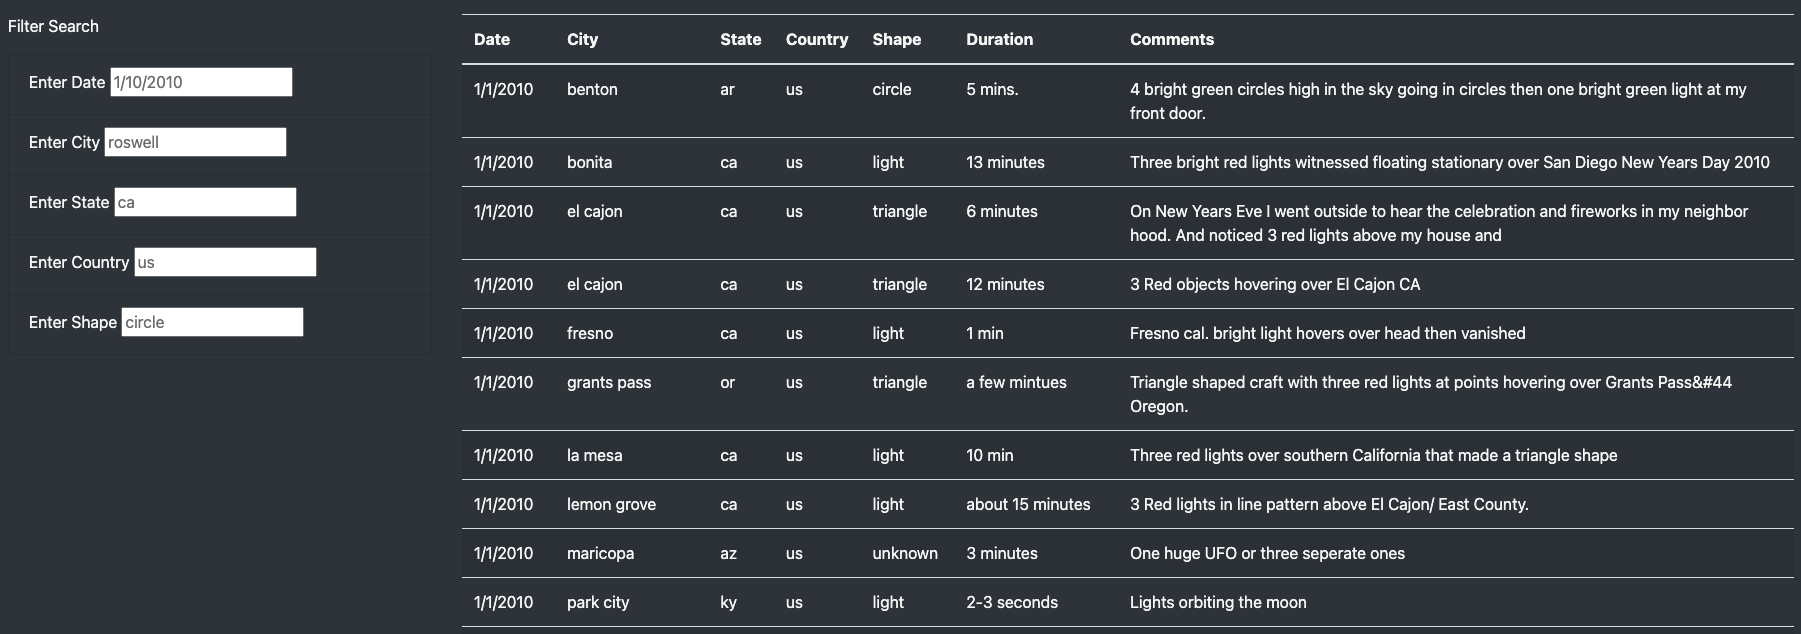 Filter Search
Enter Date 1/10/2010
Enter City roswell
Enter State ca
Enter Country us
Enter Shape circle
Date City State Country Shape Duration Comments
1/1/2010 benton ar us circle 5 mins. 4 bright green circles high in the sky going in circles then one bright green light at my
front door.
1/1/2010 bonita ca us light 13 minutes Three bright red lights witnessed floating stationary over San Diego New Years Day 2010
1/1/2010 el cajon ca us triangle 6 minutes On New Years Eve I went outside to hear the celebration and fireworks in my neighbor
hood. And noticed 3 red lights above my house and
1/1/2010 el cajon ca us triangle 12 minutes 3 Red objects hovering over El Cajon CA
1/1/2010 fresno ca us light 1 min Fresno cal. bright light hovers over head then vanished
1/1/2010 grants pass or us triangle a few mintues Triangle shaped craft with three red lights at points hovering over Grants Pass&#44
Oregon.
1/1/2010 la mesa ca us light 10 min Three red lights over southern California that made a triangle shape
1/1/2010 lemon grove ca us light about 15 minutes 3 Red lights in line pattern above El Cajon/ East County.
1/1/2010 maricopa az us unknown 3 minutes One huge UFO or three seperate ones
1/1/2010 park city ky us light 2-3 seconds Lights orbiting the moon